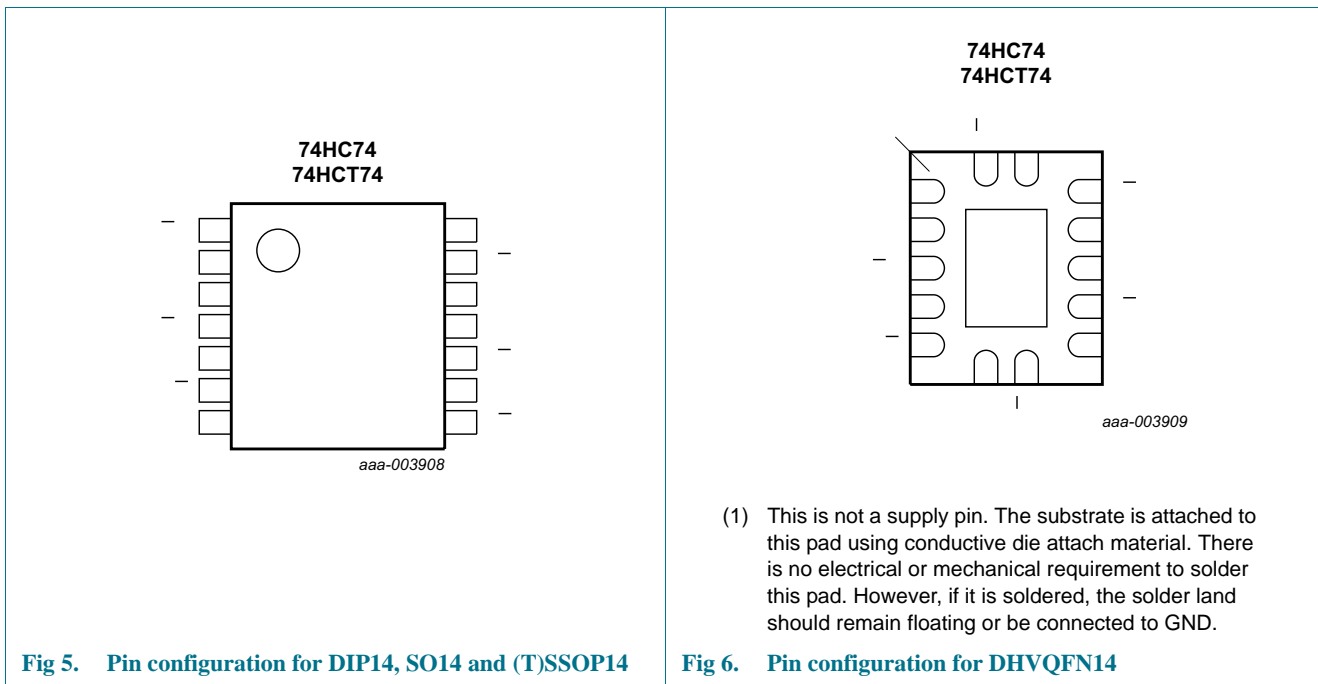 74HC74
74HCT74
aaa-003908
Fig 5. Pin configuration for DIP14, SO14 and (T)SSOP14
74HC74
74HCT74
aaa-003909
(1) This is not a supply pin. The substrate is attached to
this pad using conductive die attach material. There
is no electrical or mechanical requirement to solder
this pad. However, if it is soldered, the solder land
should remain floating or be connected to GND.
Fig 6. Pin configuration for DHVQFN14